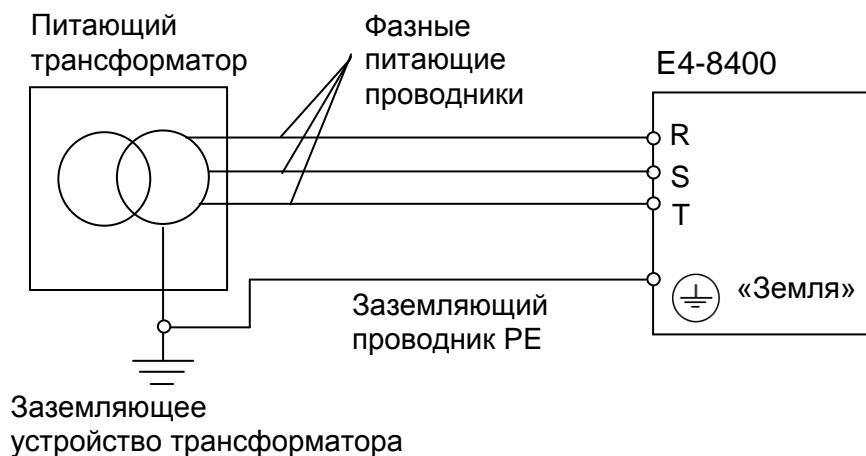 Питающий
трансформатор
Фазные
питающие
проводники
E4-8400
R
S
T
«Земля»
Заземляющий
проводник PE
Заземляющее
устройство трансформатора